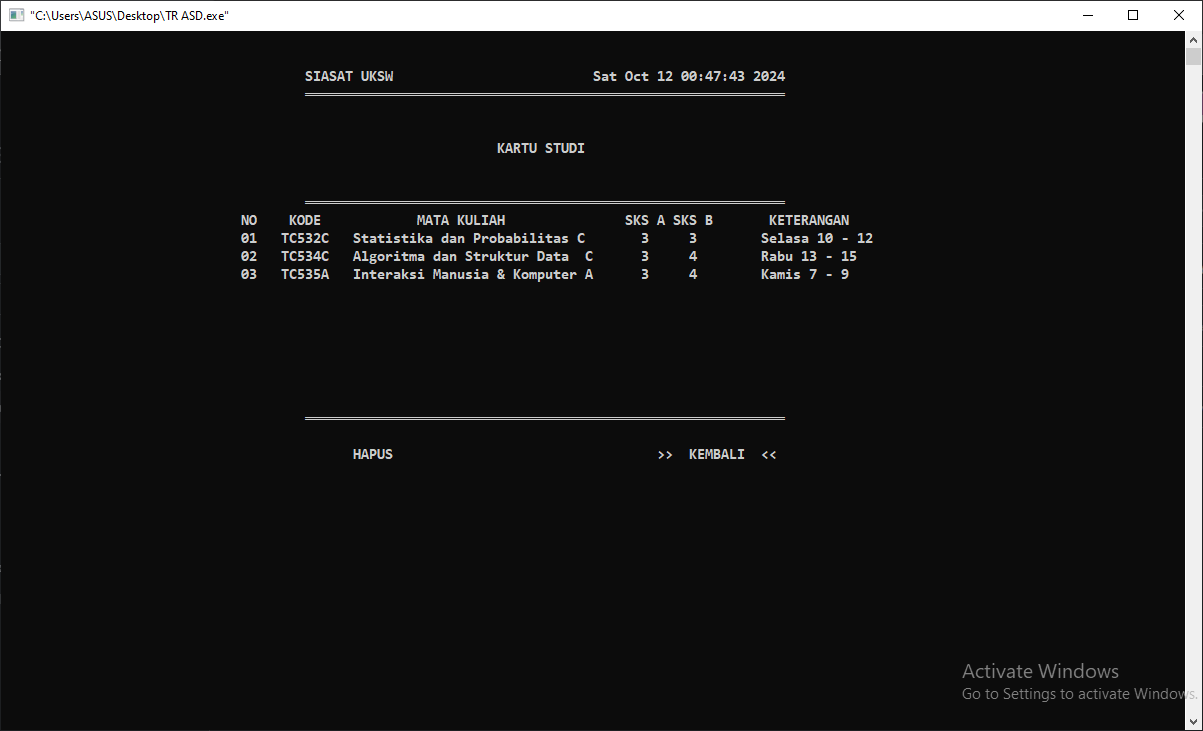 "C:\Users\ASUS\Desktop\TR ASD.exe"
SIASAT UKSW Sat Oct 12 00:47:43 2024
KARTU STUDI
NO KODE MATA KULIAH SKS A SKS B KETERANGAN
01 TC532C Statistika dan Probabilitas C 3 3 Selasa 10 - 12
02 TC534C Algoritma dan Struktur Data C 3 4 Rabu 13 - 15
03 TC535A Interaksi Manusia & Komputer A 3 4 Kamis 7 - 9
HAPUS >> KEMBALI <<
Activate Windows
Go to Settings to activate Windows.